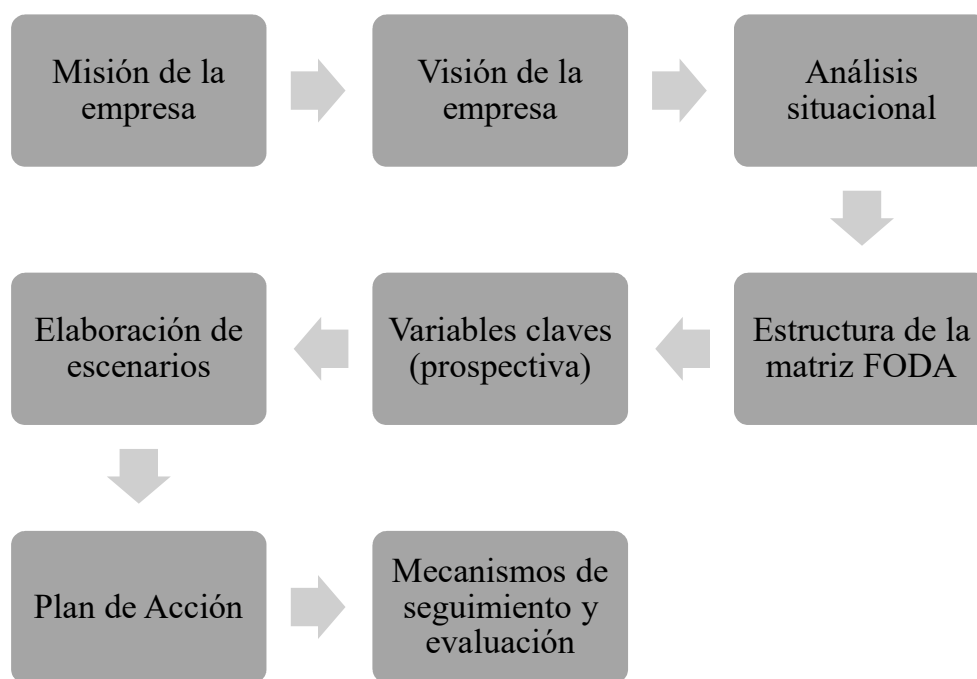 Misión de la
empresa
Visión de la
empresa
Análisis
situacional
Estructura de la
matriz FODA
Variables claves
(prospectiva)
Elaboración de
escenarios
Plan de Acción
Mecanismos de
seguimiento y
evaluación